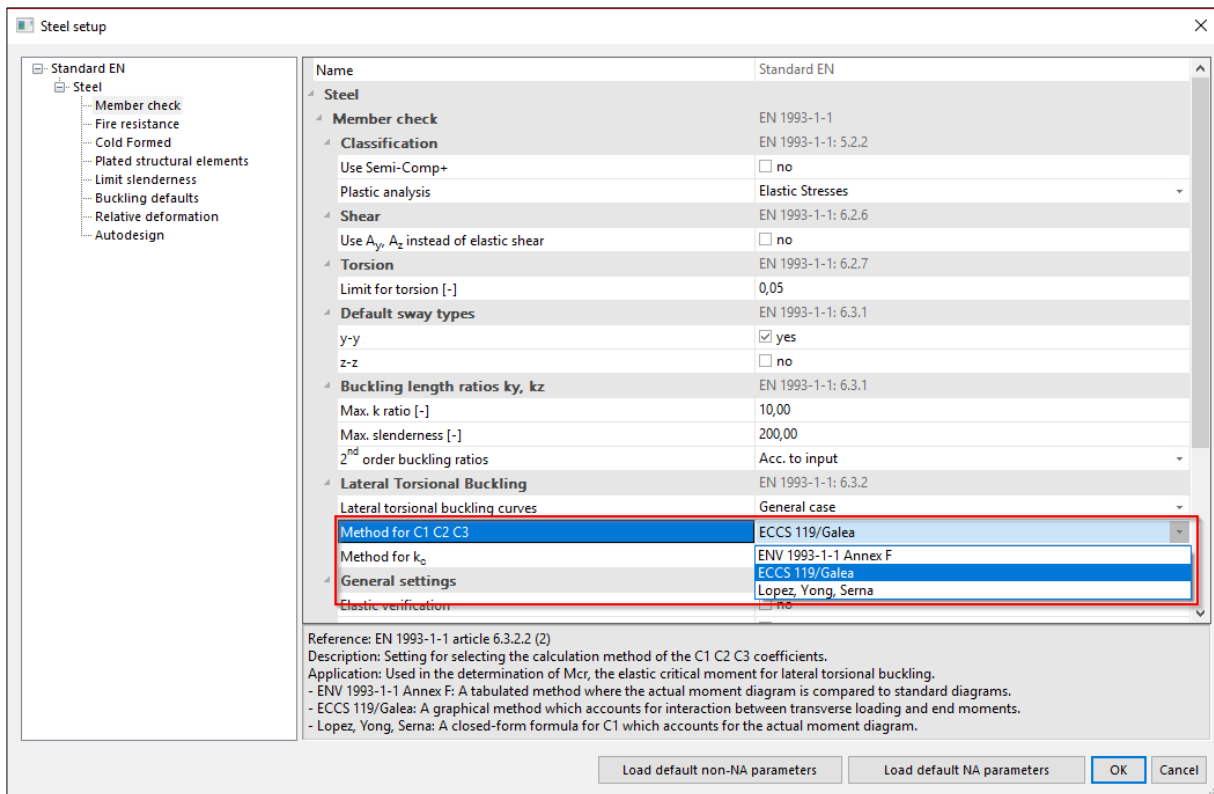 Steel setup
Standard EN
Steel
Member check
Fire resistance
Cold Formed
Plated structural elements
Limit slenderness
Buckling defaults
Relative deformation
Autodesign
Name Standard EN
Steel
Member check EN 1993-1-1
Classification EN 1993-1-1: 5.2.2
Use Semi-Comp+ no
Plastic analysis Elastic Stresses
Shear EN 1993-1-1: 6.2.6
Use Ay, Az instead of elastic shear no
Torsion EN 1993-1-1: 6.2.7
Limit for torsion [-] 0,05
Default sway types EN 1993-1-1: 6.3.1
y-y yes
z-z no
Buckling length ratios ky, kz EN 1993-1-1: 6.3.1
Max. k ratio [-] 10,00
Max. slenderness [-] 200,00
2nd order buckling ratios Acc. to input
Lateral Torsional Buckling EN 1993-1-1: 6.3.2
Lateral torsional buckling curves General case
Method for C1 C2 C3 ECCS 119/Galea
Method for kc ENV 1993-1-1 Annex F
General settings ECCS 119/Galea
Lopez, Yong, Serna
Elastic verification no
Reference: EN 1993-1-1 article 6.3.2.2 (2)
Description: Setting for selecting the calculation method of the C1 C2 C3 coefficients.
Application: Used in the determination of Mcr, the elastic critical moment for lateral torsional buckling.
- ENV 1993-1-1 Annex F: A tabulated method where the actual moment diagram is compared to standard diagrams.
- ECCS 119/Galea: A graphical method which accounts for interaction between transverse loading and end moments.
- Lopez, Yong, Serna: A closed-form formula for C1 which accounts for the actual moment diagram.
Load default non-NA parameters Load default NA parameters OK Cancel